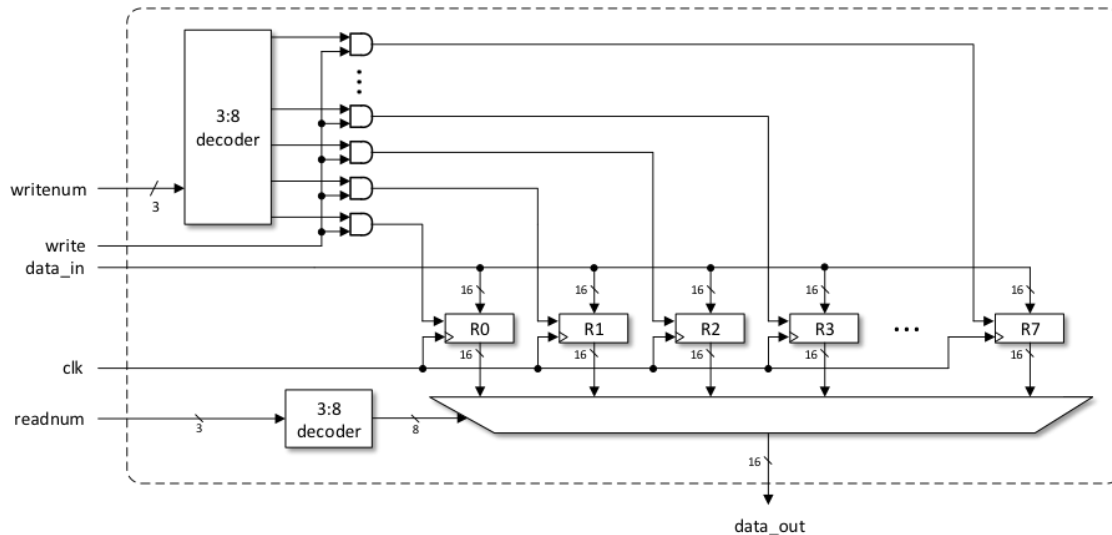 3:8
decoder
writenum
3
write
data_in
16
16
16
16
16
R0
R1
R2
R3
R7
clk
16
16
16
16
16
readnum
3
3:8
decoder
8
16
data_out